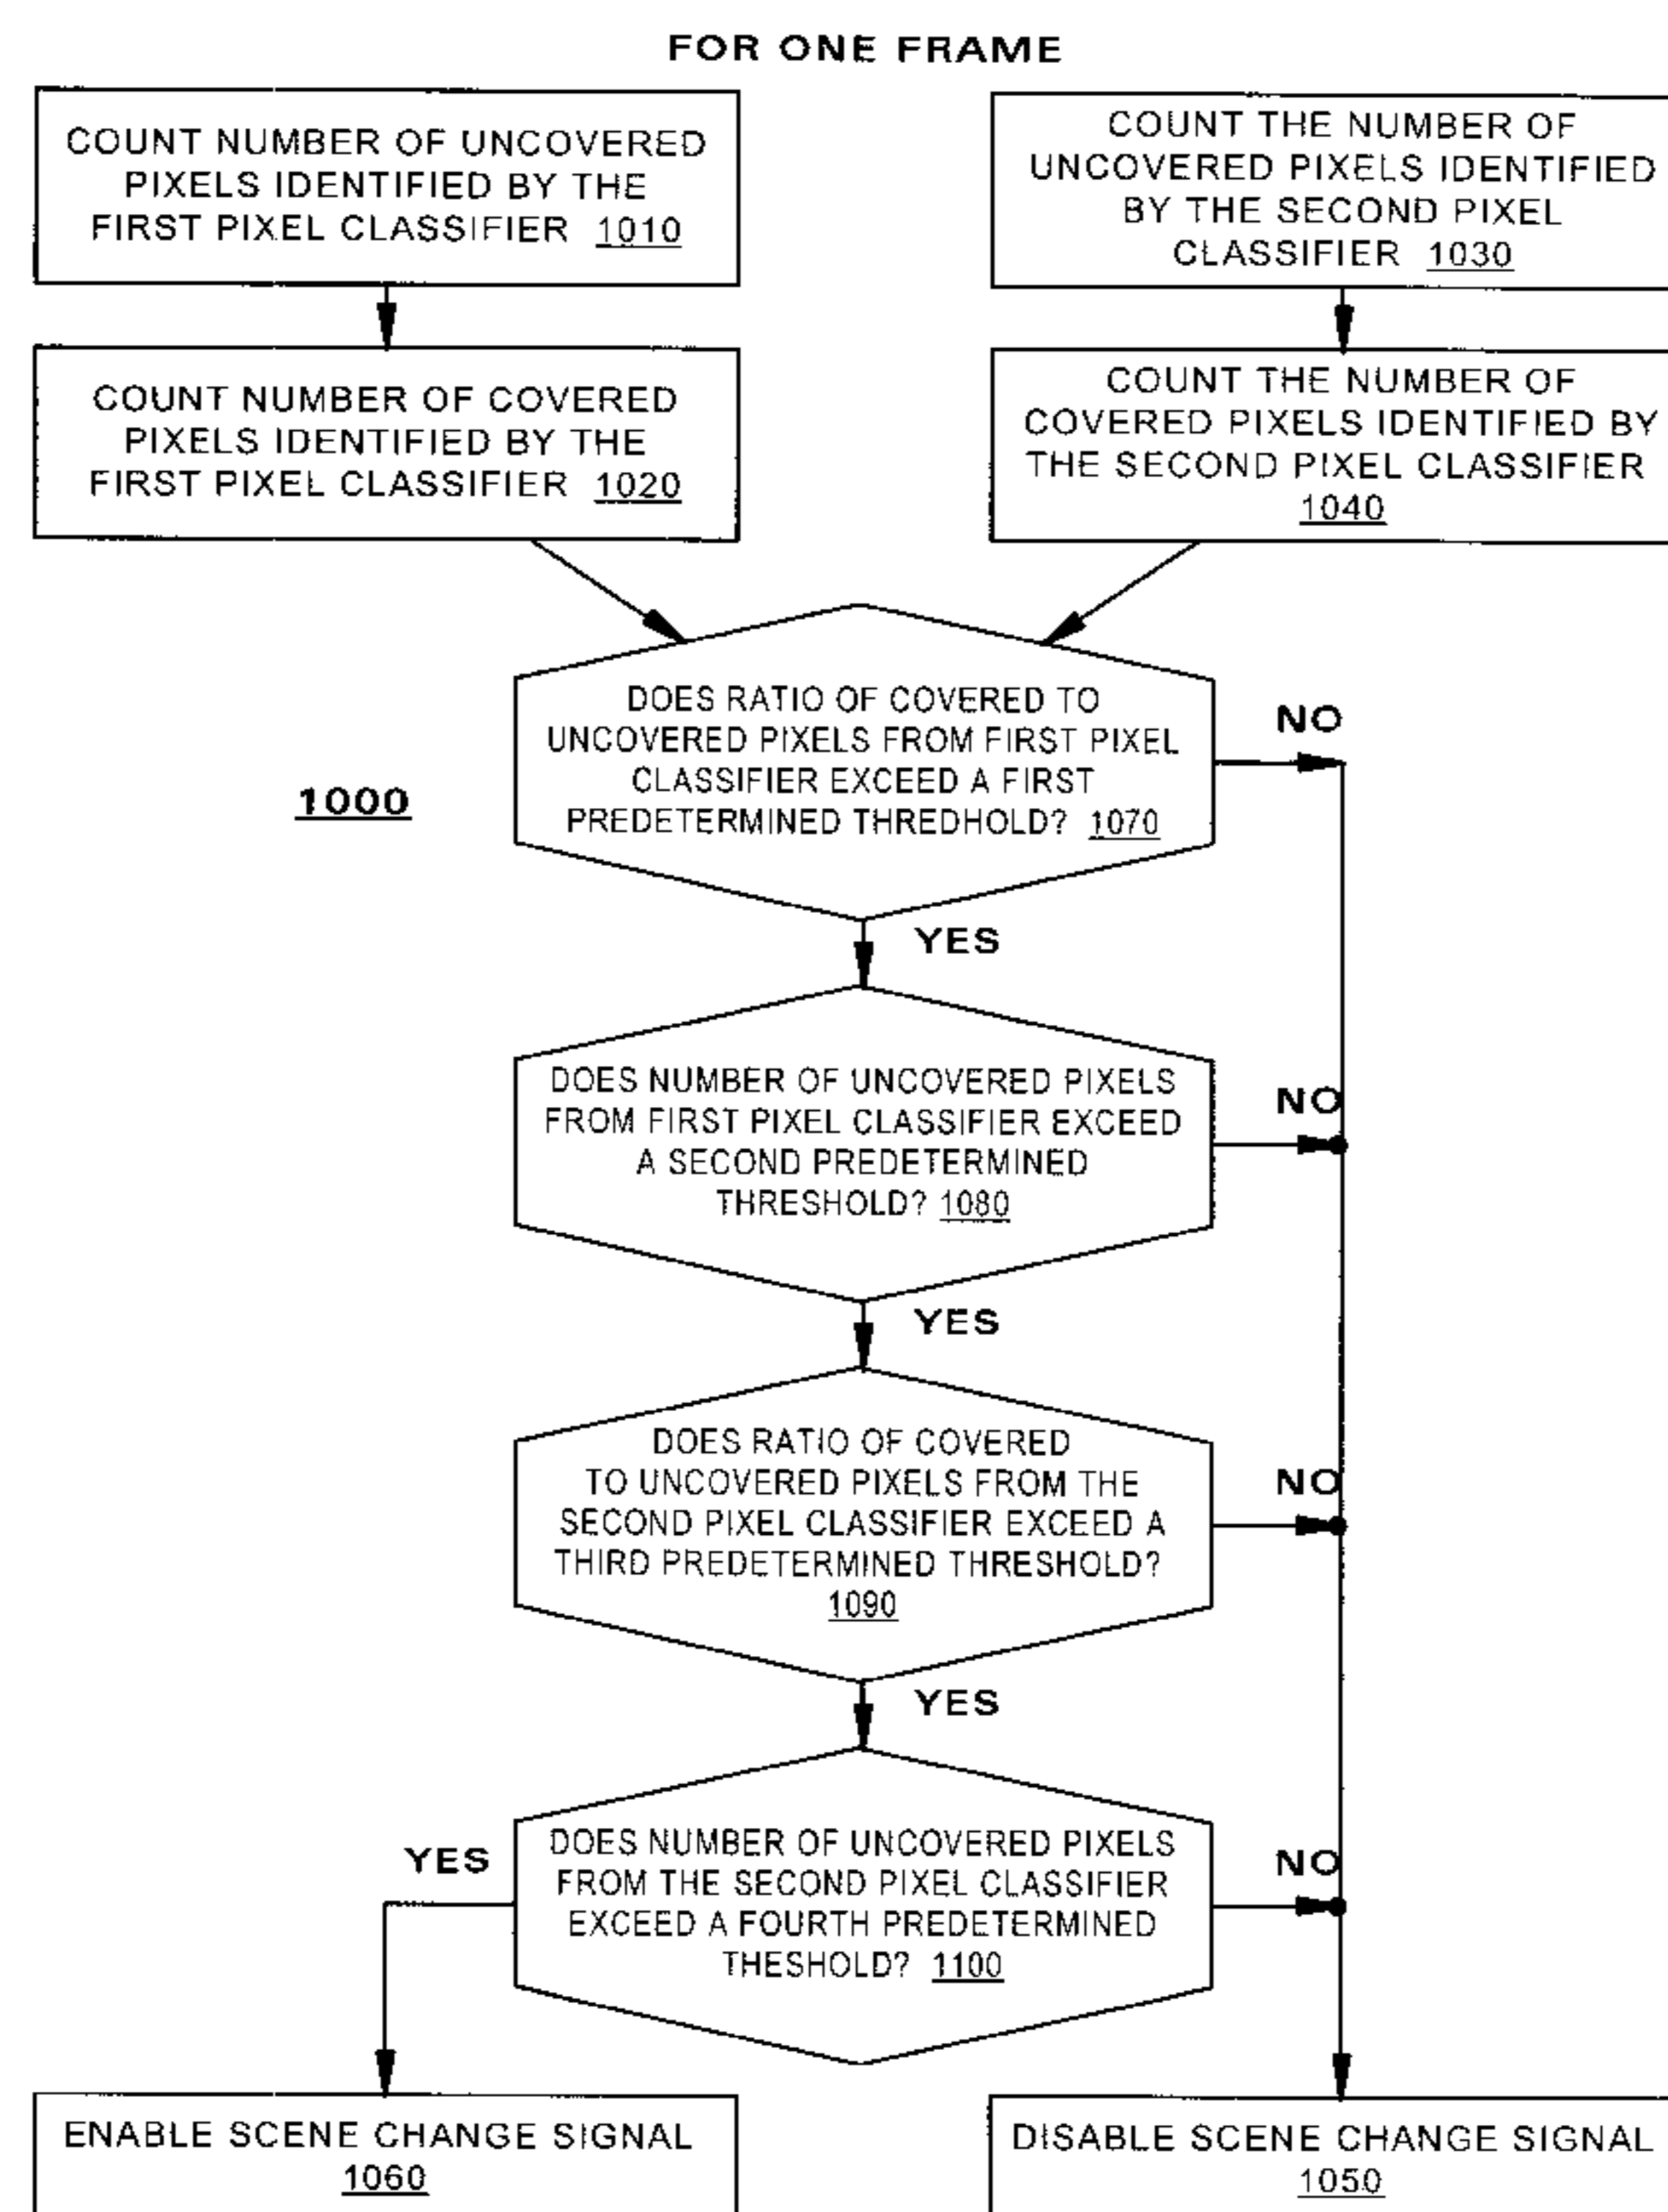 FOR ONE FRAME
COUNT NUMBER OF UNCOVERED
PIXELS IDENTIFIED BY THE
FIRST PIXEL CLASSIFIER 1010
COUNT THE NUMBER OF
UNCOVERED PIXELS IDENTIFIED
BY THE SECOND PIXEL
CLASSIFIER 1030
COUNT NUMBER OF COVERED
PIXELS IDENTIFIED BY THE
FIRST PIXEL CLASSIFIER 1020
COUNT THE NUMBER OF
COVERED PIXELS IDENTIFIED BY
THE SECOND PIXEL CLASSIFIER
1040
1000
DOES RATIO OF COVERED TO
UNCOVERED PIXELS FROM FIRST PIXEL
CLASSIFIER EXCEED A FIRST
PREDETERMINED THREDHOLD? 1070
NO
YES
DOES NUMBER OF UNCOVERED PIXELS
FROM FIRST PIXEL CLASSIFIER EXCEED
A SECOND PREDETERMINED
THRESHOLD? 1080
NO
YES
DOES RATIO OF COVERED
TO UNCOVERED PIXELS FROM THE
SECOND PIXEL CLASSIFIER EXCEED A
THIRD PREDETERMINED THRESHOLD?
1090
NO
YES
DOES NUMBER OF UNCOVERED PIXELS
FROM THE SECOND PIXEL CLASSIFIER
EXCEED A FOURTH PREDETERMINED
THESHOLD? 1100
YES
NO
ENABLE SCENE CHANGE SIGNAL
1060
DISABLE SCENE CHANGE SIGNAL
1050